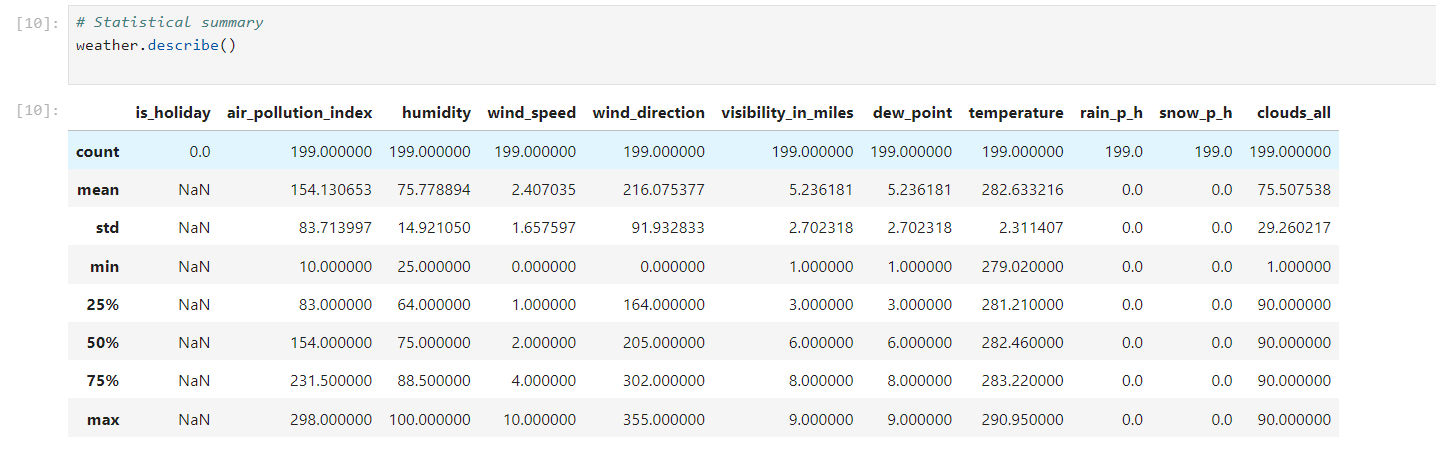 [10]: # Statistical summary
weather.describe()
[10]: is_holiday air_pollution_index humidity wind_speed wind_direction visibility_in_miles dew_point temperature rain_p_h snow_p_h clouds_all
count 0.0 199.000000 199.000000 199.000000 199.000000 199.000000 199.000000 199.000000 199.0 199.0 199.000000
mean NaN 154.130653 75.778894 2.407035 216.075377 5.236181 5.236181 282.633216 0.0 0.0 75.507538
std NaN 83.713997 14.921050 1.657597 91.932833 2.702318 2.702318 2.311407 0.0 0.0 29.260217
min NaN 10.000000 25.000000 0.000000 0.000000 1.000000 1.000000 279.020000 0.0 0.0 1.000000
25% NaN 83.000000 64.000000 1.000000 164.000000 3.000000 3.000000 281.210000 0.0 0.0 90.000000
50% NaN 154.000000 75.000000 2.000000 205.000000 6.000000 6.000000 282.460000 0.0 0.0 90.000000
75% NaN 231.500000 88.500000 4.000000 302.000000 8.000000 8.000000 283.220000 0.0 0.0 90.000000
max NaN 298.000000 100.000000 10.000000 355.000000 9.000000 9.000000 290.950000 0.0 0.0 90.000000